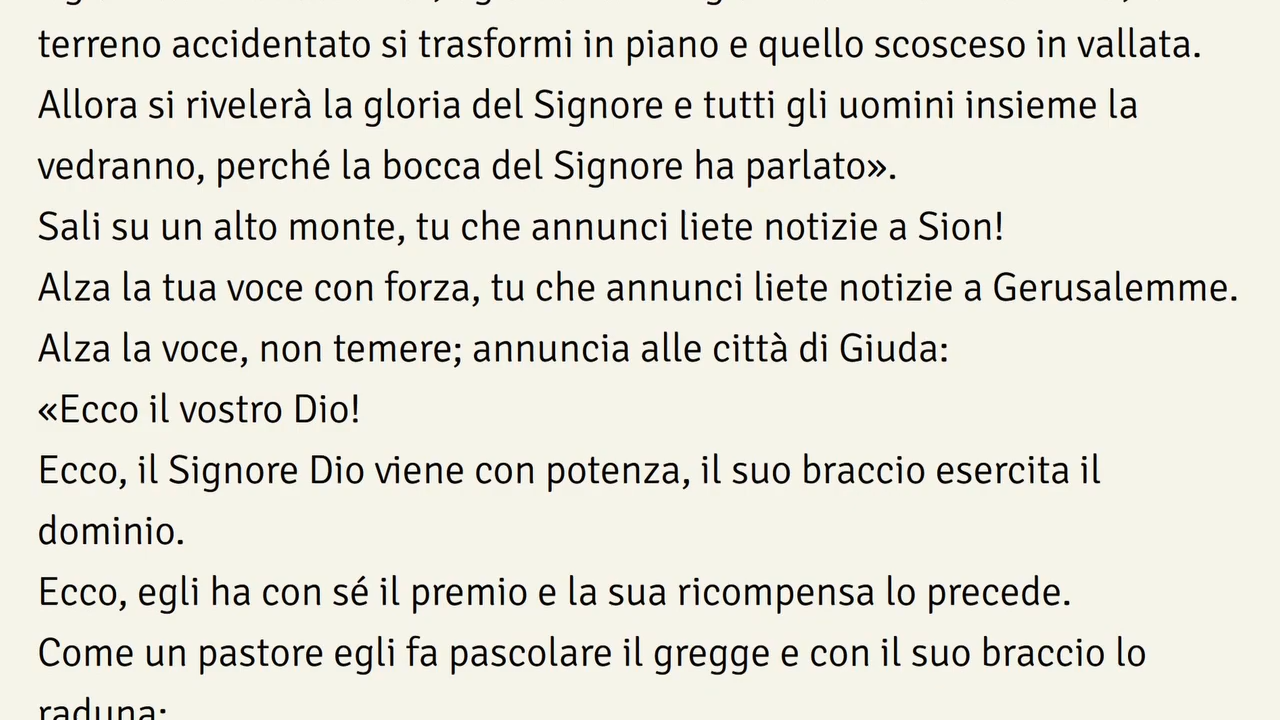 terreno accidentato si trasformi in piano e quello scosceso in vallata.
Allora si rivelerà la gloria del Signore e tutti gli uomini insieme la
vedranno, perché la bocca del Signore ha parlato».
Sali su un alto monte, tu che annunci liete notizie a Sion!
Alza la tua voce con forza, tu che annunci liete notizie a Gerusalemme.
Alza la voce, non temere; annuncia alle città di Giuda:
«Ecco il vostro Dio!
Ecco, il Signore Dio viene con potenza, il suo braccio esercita il
dominio.
Ecco, egli ha con sé il premio e la sua ricompensa lo precede.
Come un pastore egli fa pascolare il gregge e con il suo braccio lo
raduna;